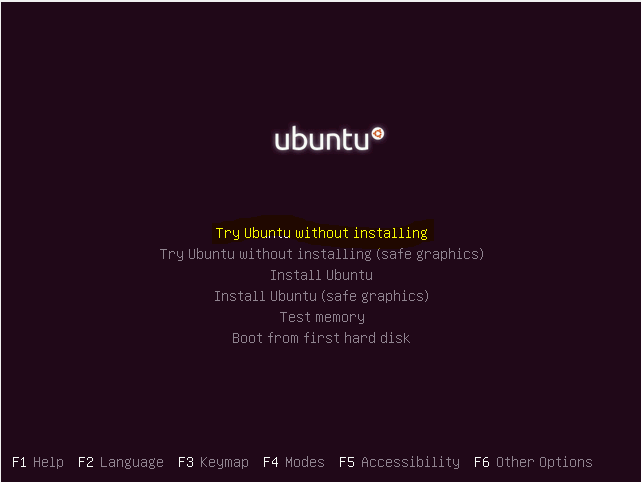 ubuntu
Try Ubuntu without installing
Try Ubuntu without installing (safe graphics)
Install Ubuntu
Install Ubuntu (safe graphics)
Test memory
Boot from first hard disk
F1 Help F2 Language F3 Keymap F4 Modes F5 Accessibility F6 Other Options